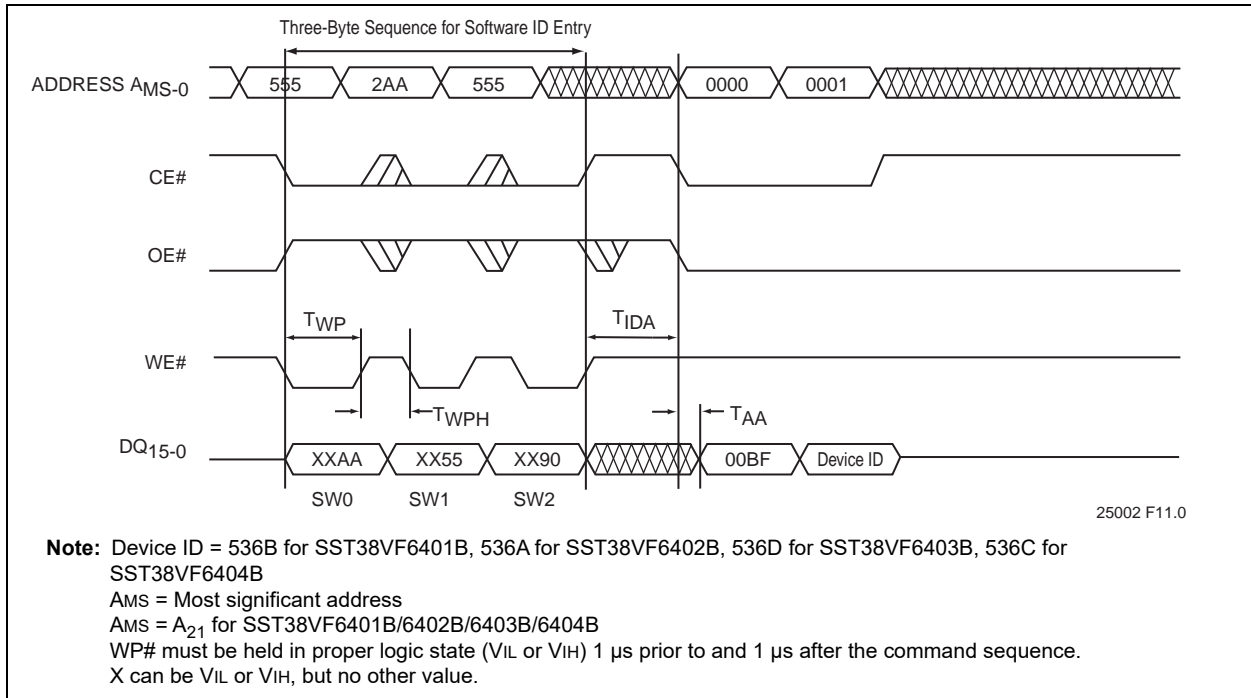 Three-Byte Sequence for Software ID Entry
ADDRESS AMS-0 555 2AA 555 0000 0001
CE#
OE#
TWP TIDA
WE#
TWPH TAA
DQ15-0 XXAA XX55 XX90 00BF Device ID
SW0 SW1 SW2
25002 F11.0
Note: Device ID = 536B for SST38VF6401B, 536A for SST38VF6402B, 536D for SST38VF6403B, 536C for
SST38VF6404B
AMS = Most significant address
AMS = A21 for SST38VF6401B/6402B/6403B/6404B
WP# must be held in proper logic state (VIL or VIH) 1 µs prior to and 1 µs after the command sequence.
X can be VIL or VIH, but no other value.